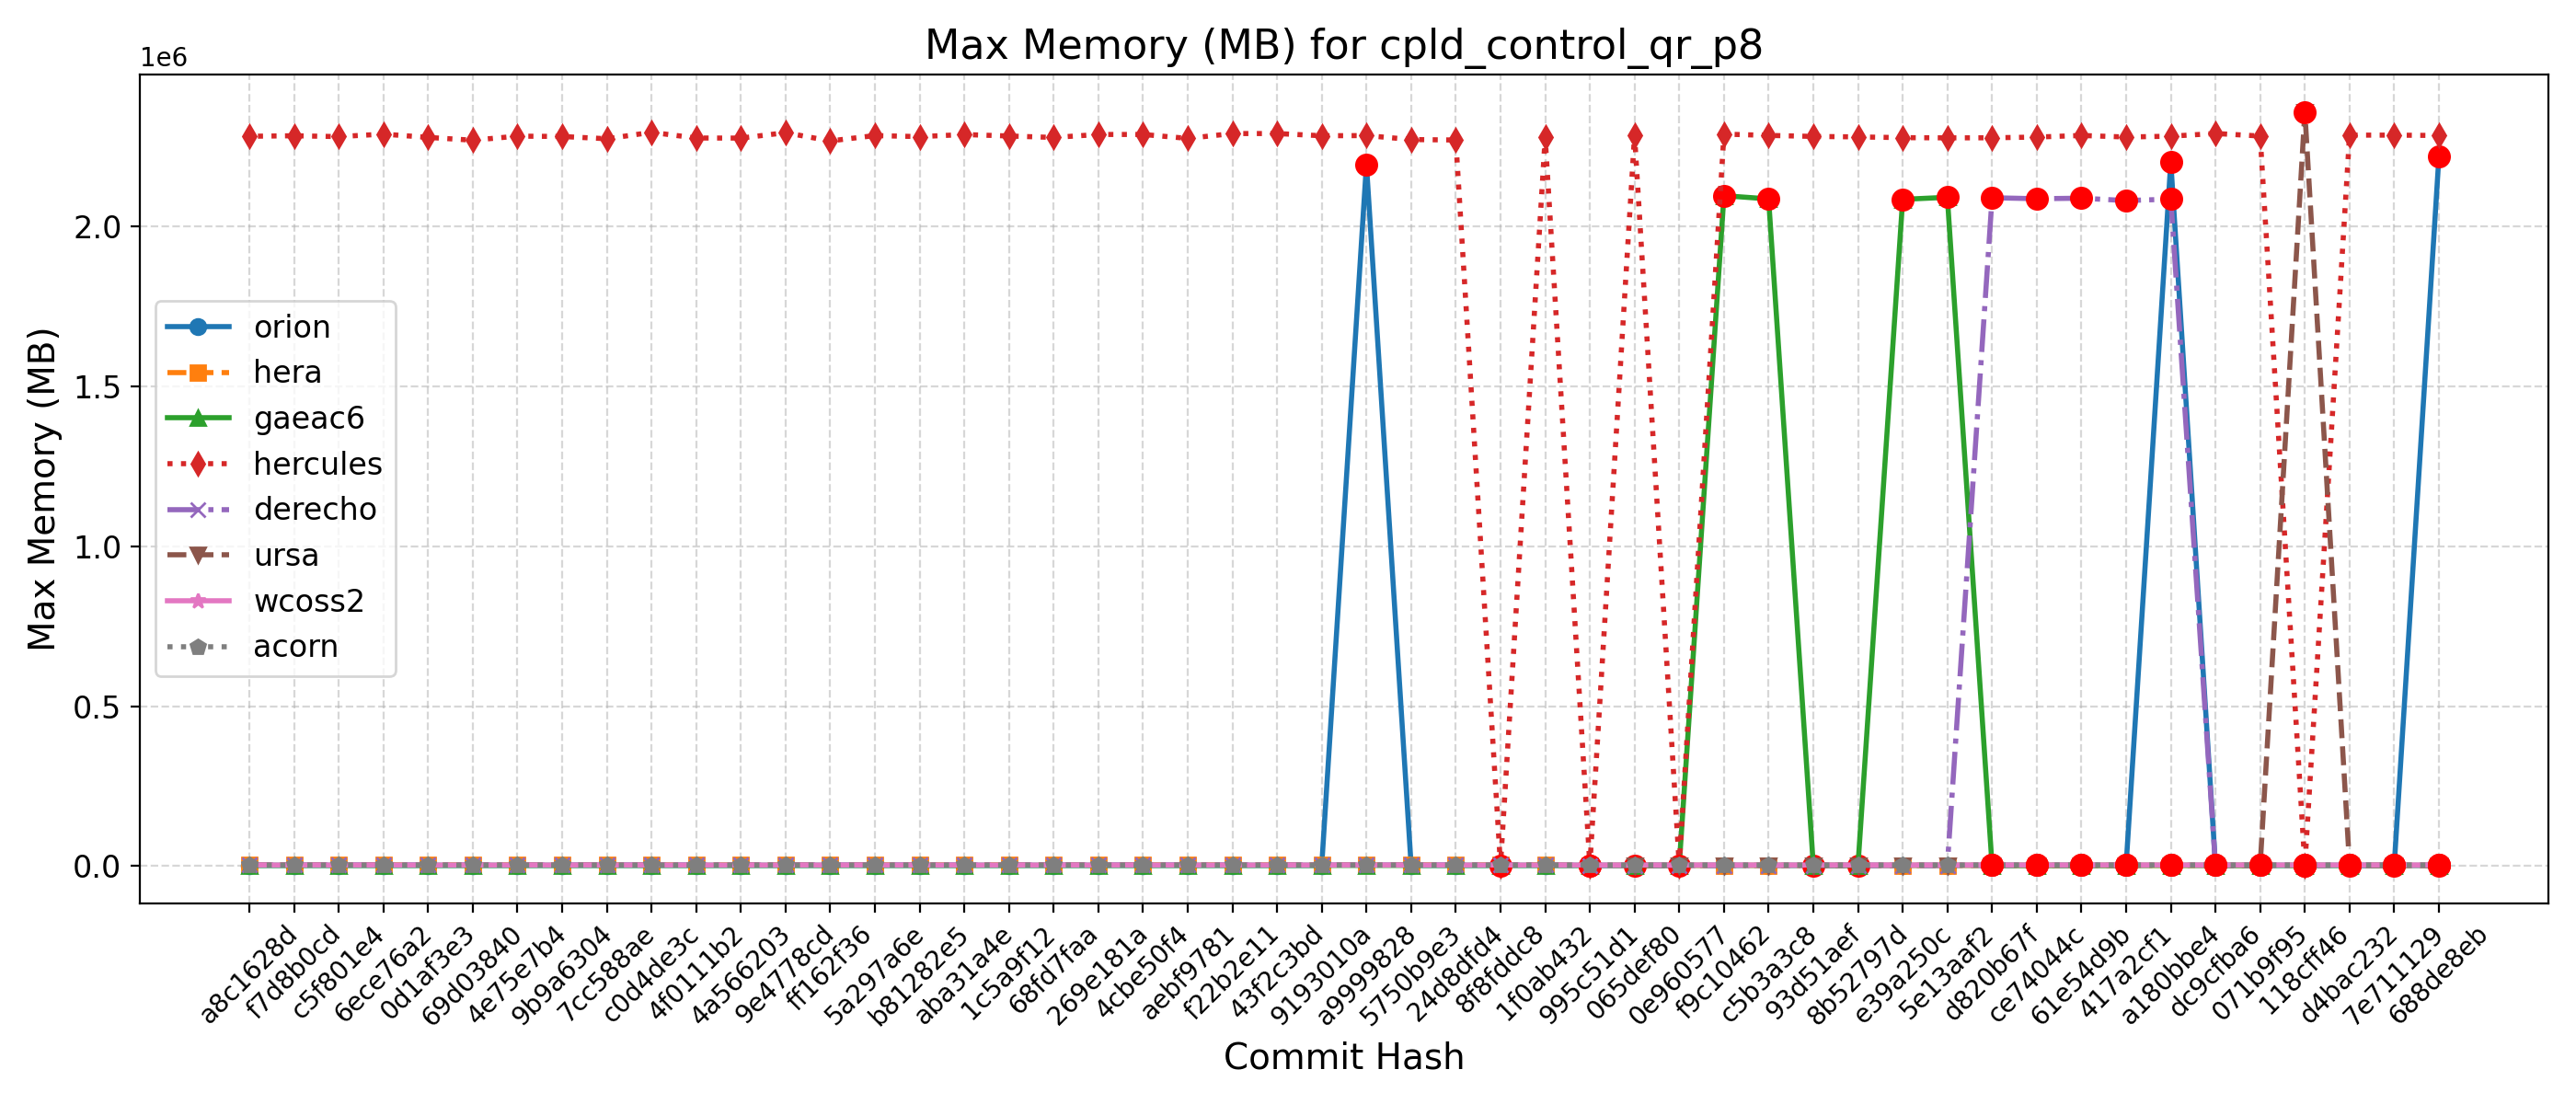 Max Memory (MB) for cpld_control_qr_p8
1e6
Max Memory (MB)
2.0
1.5
1.0
0.5
0.0
orion
hera
gaeac6
hercules
derecho
ursa
wcoss2
acorn
a8c1628d
f7d8b0cd
c5f801e4
6ece76a2
0d1af3e3
69d03840
4e75e7b4
9b9a6304
7cc588ae
c0d4de3c
4f0111b2
4a566203
9e4778cd
ff162f36
5a297a6e
b81282e5
aba31a4e
1c5a9f12
68fd7faa
269e181a
4cbe50f4
aebf9781
f22b2e11
43f2c3bd
9193010a
a9999828
5750b9e3
24d8dfd4
8f8fddc8
1f0ab432
995c51d1
065def80
0e960577
f9c10462
c5b3a3c8
93d51aef
8b52797d
e39a250c
5e13aaf2
d820b67f
ce74044c
61e54d9b
417a2cf1
a180bbe4
dc9cfba6
071b9f95
118cff46
d4bac232
7e711129
688de8eb
Commit Hash